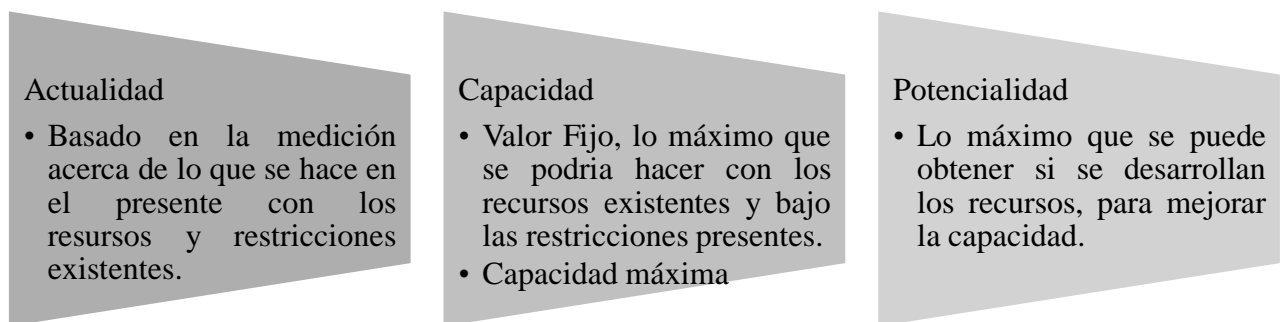 Actualidad
• Basado en la medición
acerca de lo que se hace en
el presente con los
resursos y restricciones
existentes.
Capacidad
• Valor Fijo, lo máximo que
se podria hacer con los
recursos existentes y bajo
las restricciones presentes.
• Capacidad máxima
Potencialidad
• Lo máximo que se puede
obtener si se desarrollan
los recursos, para mejorar
la capacidad.